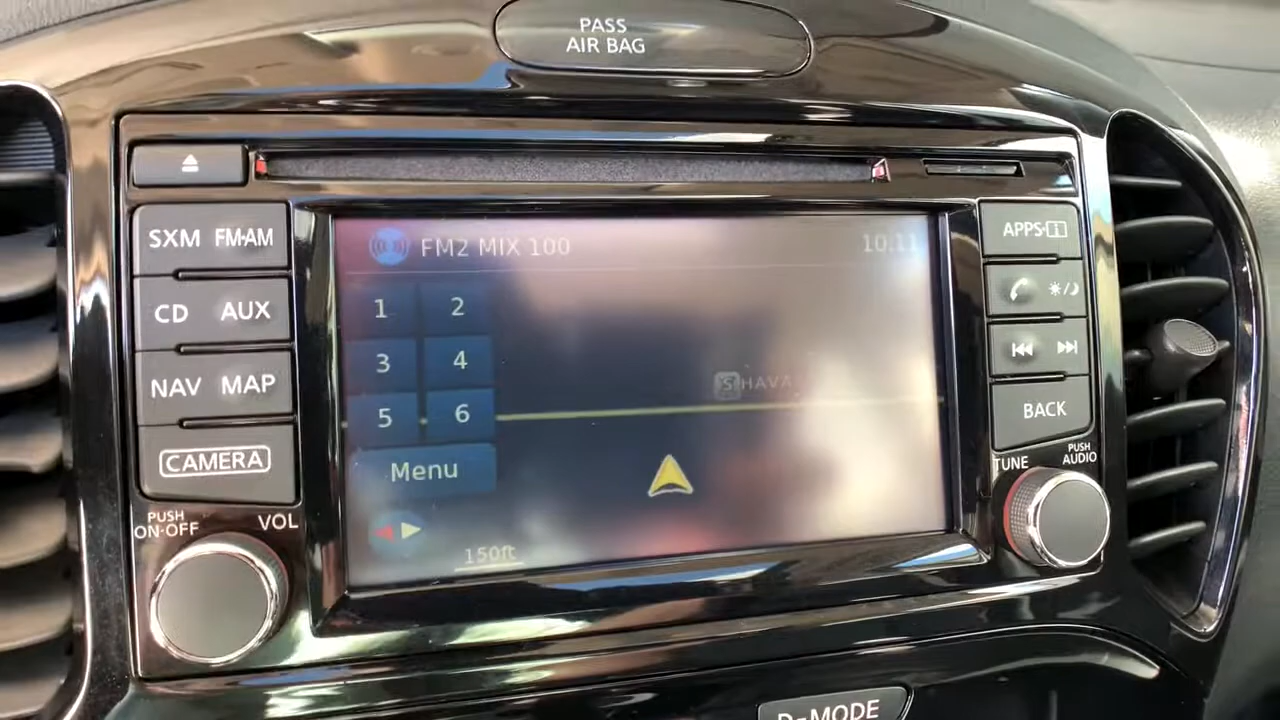 PASS
AIR BAG
SXM FM·AM
CD AUX
NAV MAP
CAMERA
PUSH
ON·OFF
VOL
FM2 MIX 100
10:11
1 2
3 4
5 6
Menu
150ft
S HAVA
APPS·i
BACK
TUNE
PUSH
AUDIO
D-MODE